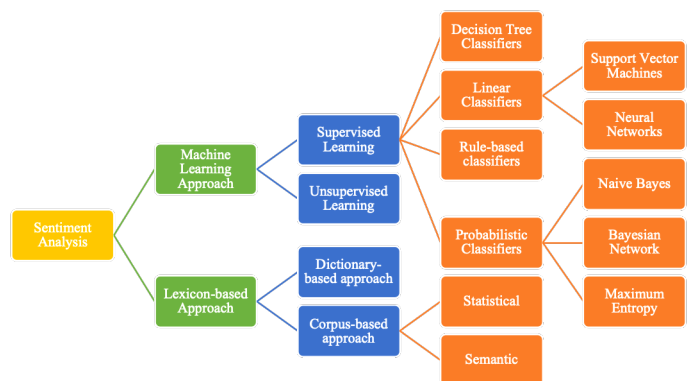 Sentiment
Analysis
Machine
Learning
Approach
Lexicon-based
Approach
Supervised
Learning
Unsupervised
Learning
Dictionary-
based approach
Corpus-based
approach
Decision Tree
Classifiers
Linear
Classifiers
Rule-based
classifiers
Probabilistic
Classifiers
Statistical
Semantic
Support Vector
Machines
Neural
Networks
Naive Bayes
Bayesian
Network
Maximum
Entropy